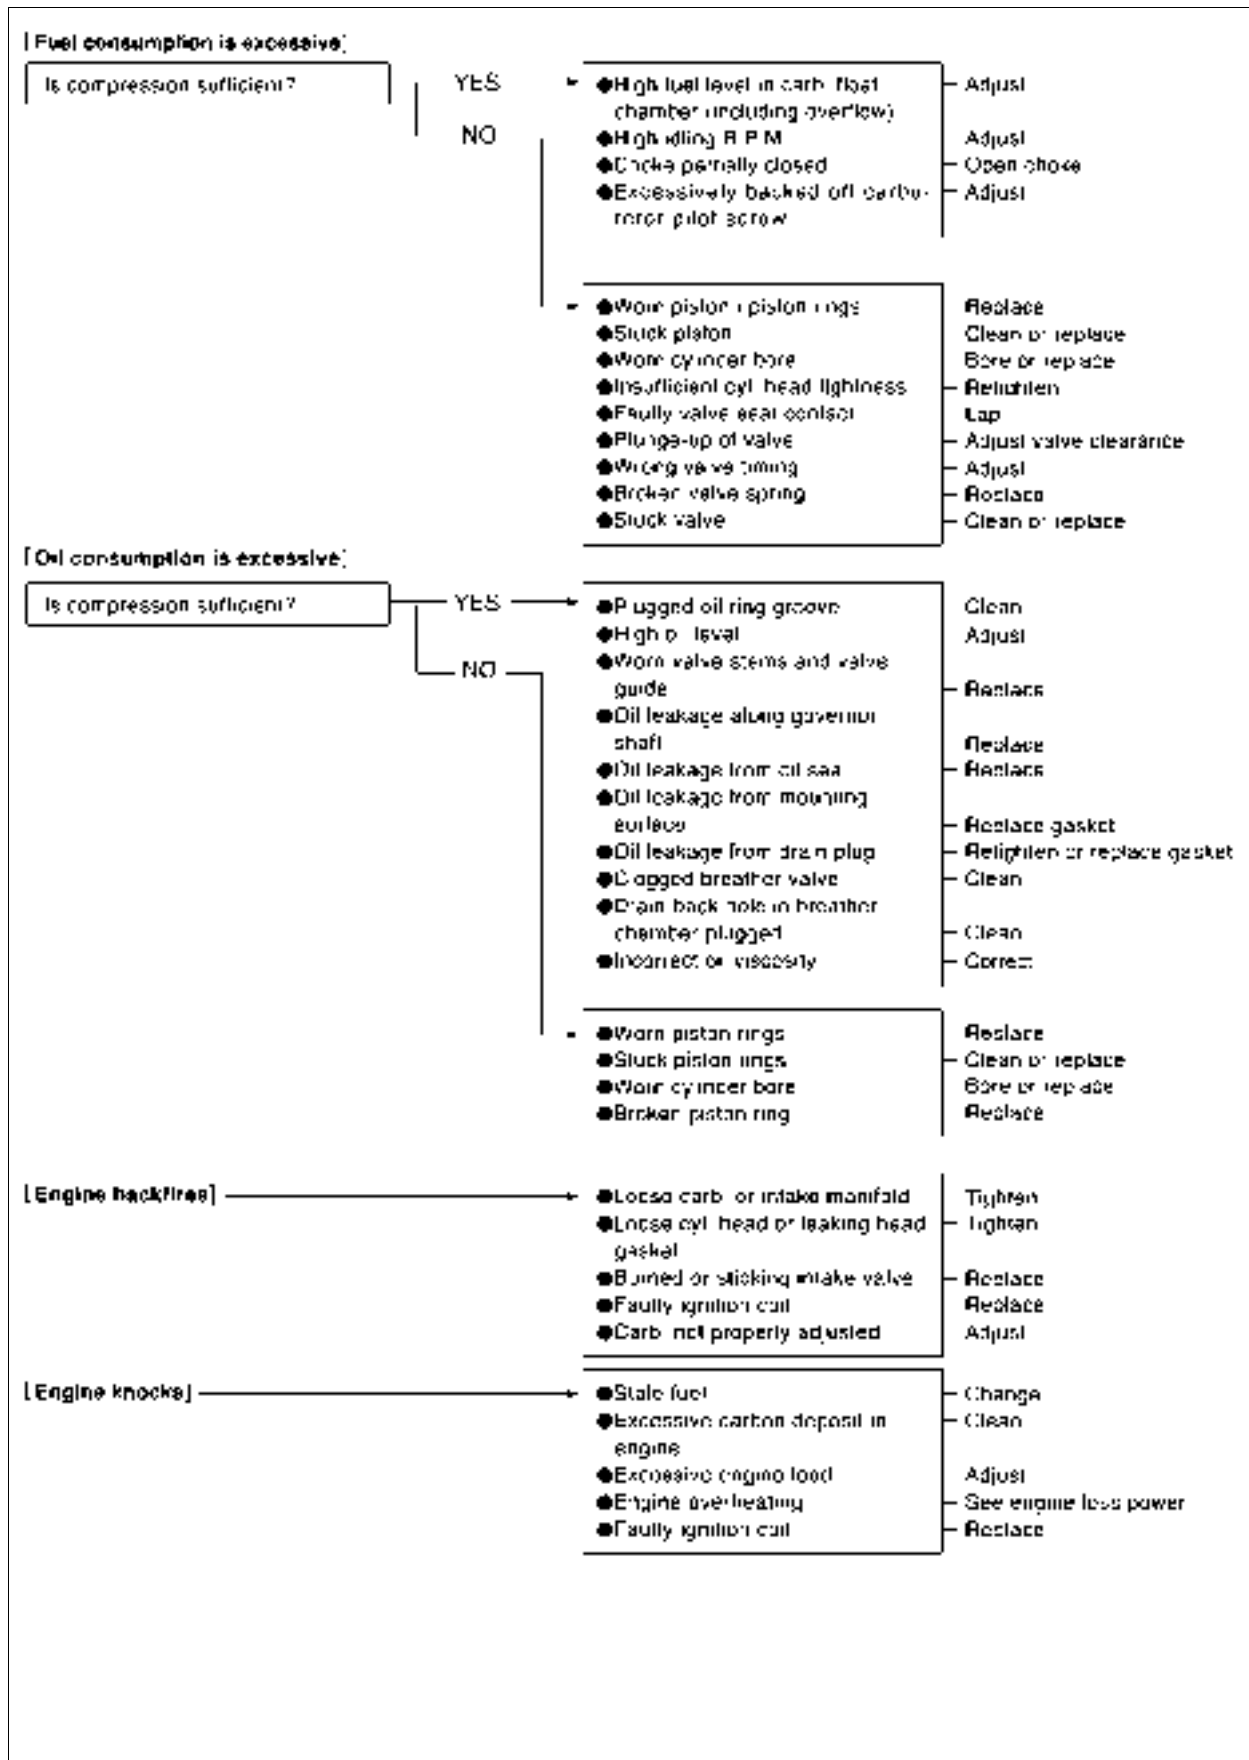 [Fuel consumption is excessive]
Is compression sufficient?
YES
NO
●High fuel level in carb. float Adjust
chamber (including overflow)
●High idling R.P.M. Adjust
●Choke partially closed Open choke
●Excessively backed off carbu- Adjust
retor pilot screw
●Worn piston / piston rings Replace
●Stuck piston Clean or replace
●Worn cylinder bore Bore or replace
●Insufficient cyl. head tightness Retighten
●Faulty valve seat contact Lap
●Plunge-up of valve Adjust valve clearance
●Wrong valve timing Adjust
●Broken valve spring Replace
●Stuck valve Clean or replace
[Oil consumption is excessive]
Is compression sufficient?
YES
NO
●Plugged oil ring groove Clean
●High oil level Adjust
●Worn valve stems and valve
guide Replace
●Oil leakage along governor
shaft Replace
●Oil leakage from oil seal Replace
●Oil leakage from mounting
surface Replace gasket
●Oil leakage from drain plug Retighten or replace gasket
●Clogged breather valve Clean
●Drain back hole in breather
chamber plugged Clean
●Incorrect oil viscosity Correct
●Worn piston rings Replace
●Stuck piston rings Clean or replace
●Worn cylinder bore Bore or replace
●Broken piston ring Replace
[Engine backfires]
●Loose carb. or intake manifold Tighten
●Loose cyl. head or leaking head Tighten
gasket
●Burned or sticking intake valve Replace
●Faulty ignition coil Replace
●Carb. not properly adjusted Adjust
[Engine knocks]
●Stale fuel Change
●Excessive carbon deposit in Clean
engine
●Excessive engine load Adjust
●Engine overheating See engine loss power
●Faulty ignition coil Replace